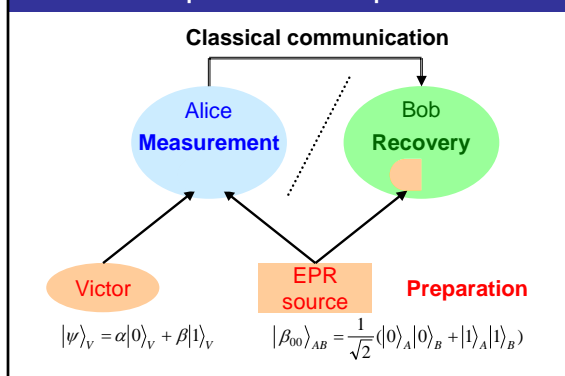 Classical communication
Alice
Measurement
Bob
Recovery
Victor
EPR
source
Preparation
|ψ⟩_V = α|0⟩_V + β|1⟩_V
|β₀₀⟩_AB = 1/√2 (|0⟩_A|0⟩_B + |1⟩_A|1⟩_B)